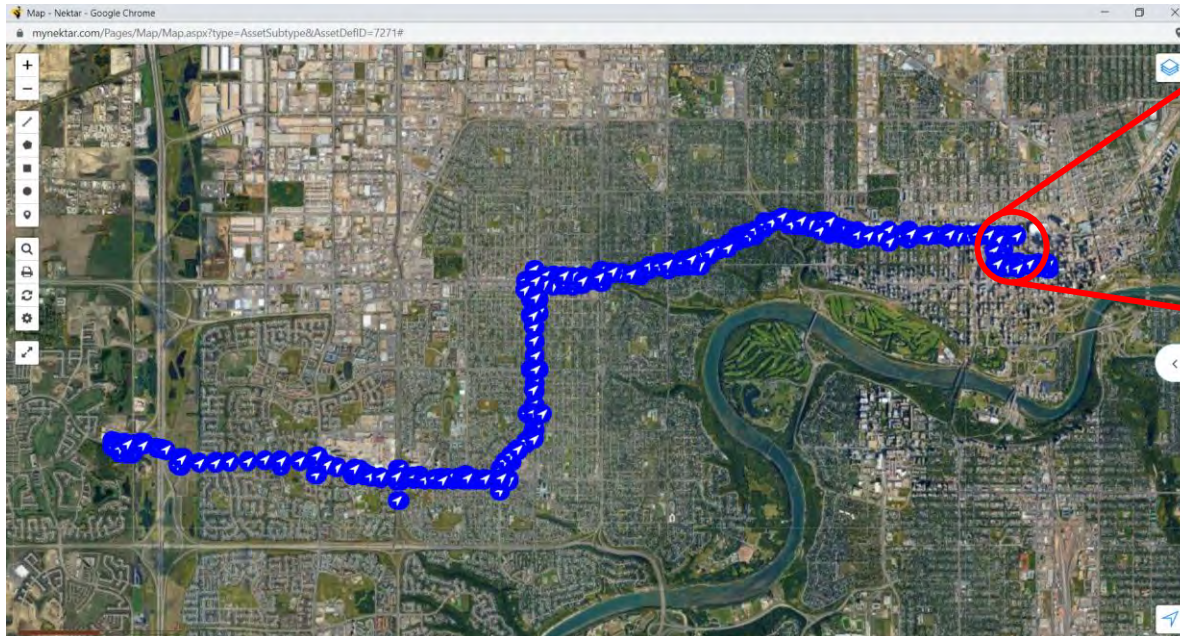 Map - Nektar - Google Chrome
mynektar.com/Pages/Map/Map.aspx?type=AssetSubtype&AssetDefID=7271#